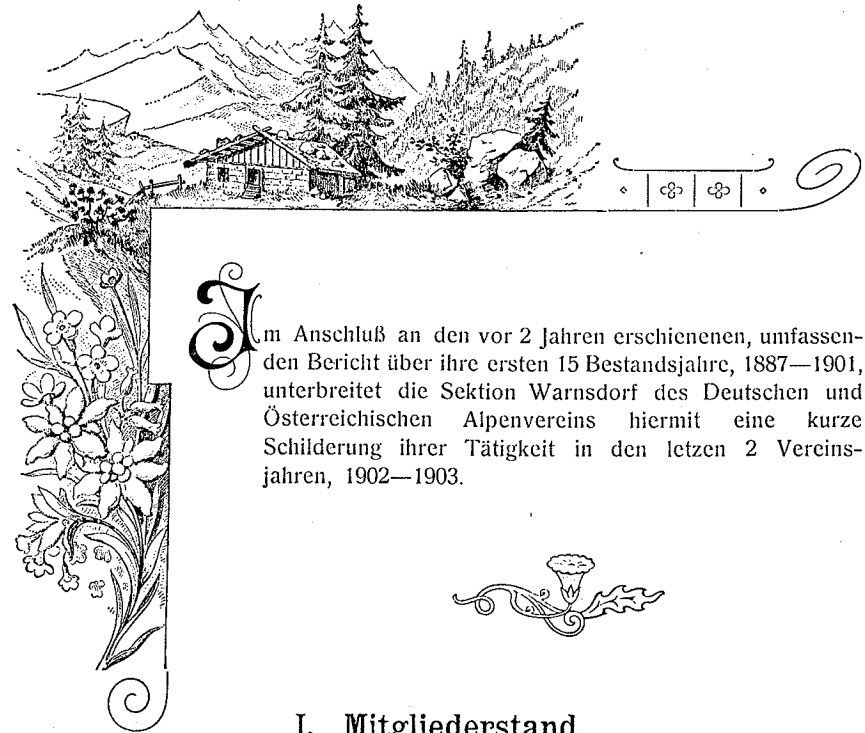 Im Anschluß an den vor 2 Jahren erschienenen, umfassen-
den Bericht über ihre ersten 15 Bestandsjahre, 1887—1901,
unterbreitet die Sektion Warnsdorf des Deutschen und
Österreichischen Alpenvereins hiermit eine kurze
Schilderung ihrer Tätigkeit in den letzen 2 Vereins-
jahren, 1902—1903.
I. Mitgliederstand.